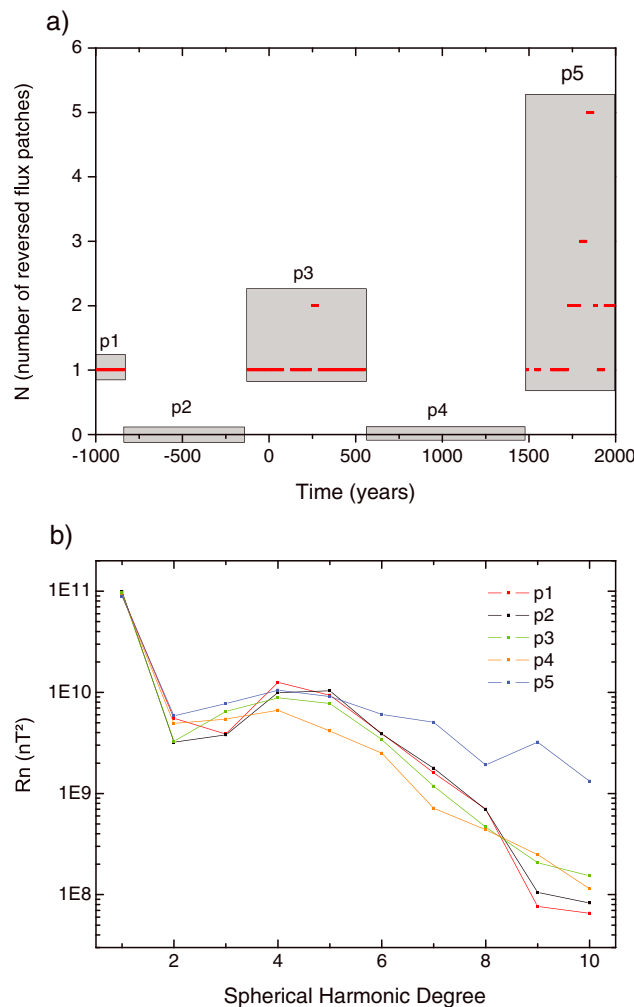 a)
N (number of reversed flux patches)
6
5
4
3
2
1
0
p1
p2
p3
p4
p5
-1000
-500
0
500
1000
1500
2000
Time (years)
b)
Rn (nT²)
1E11
1E10
1E9
1E8
p1
p2
p3
p4
p5
2
4
6
8
10
Spherical Harmonic Degree